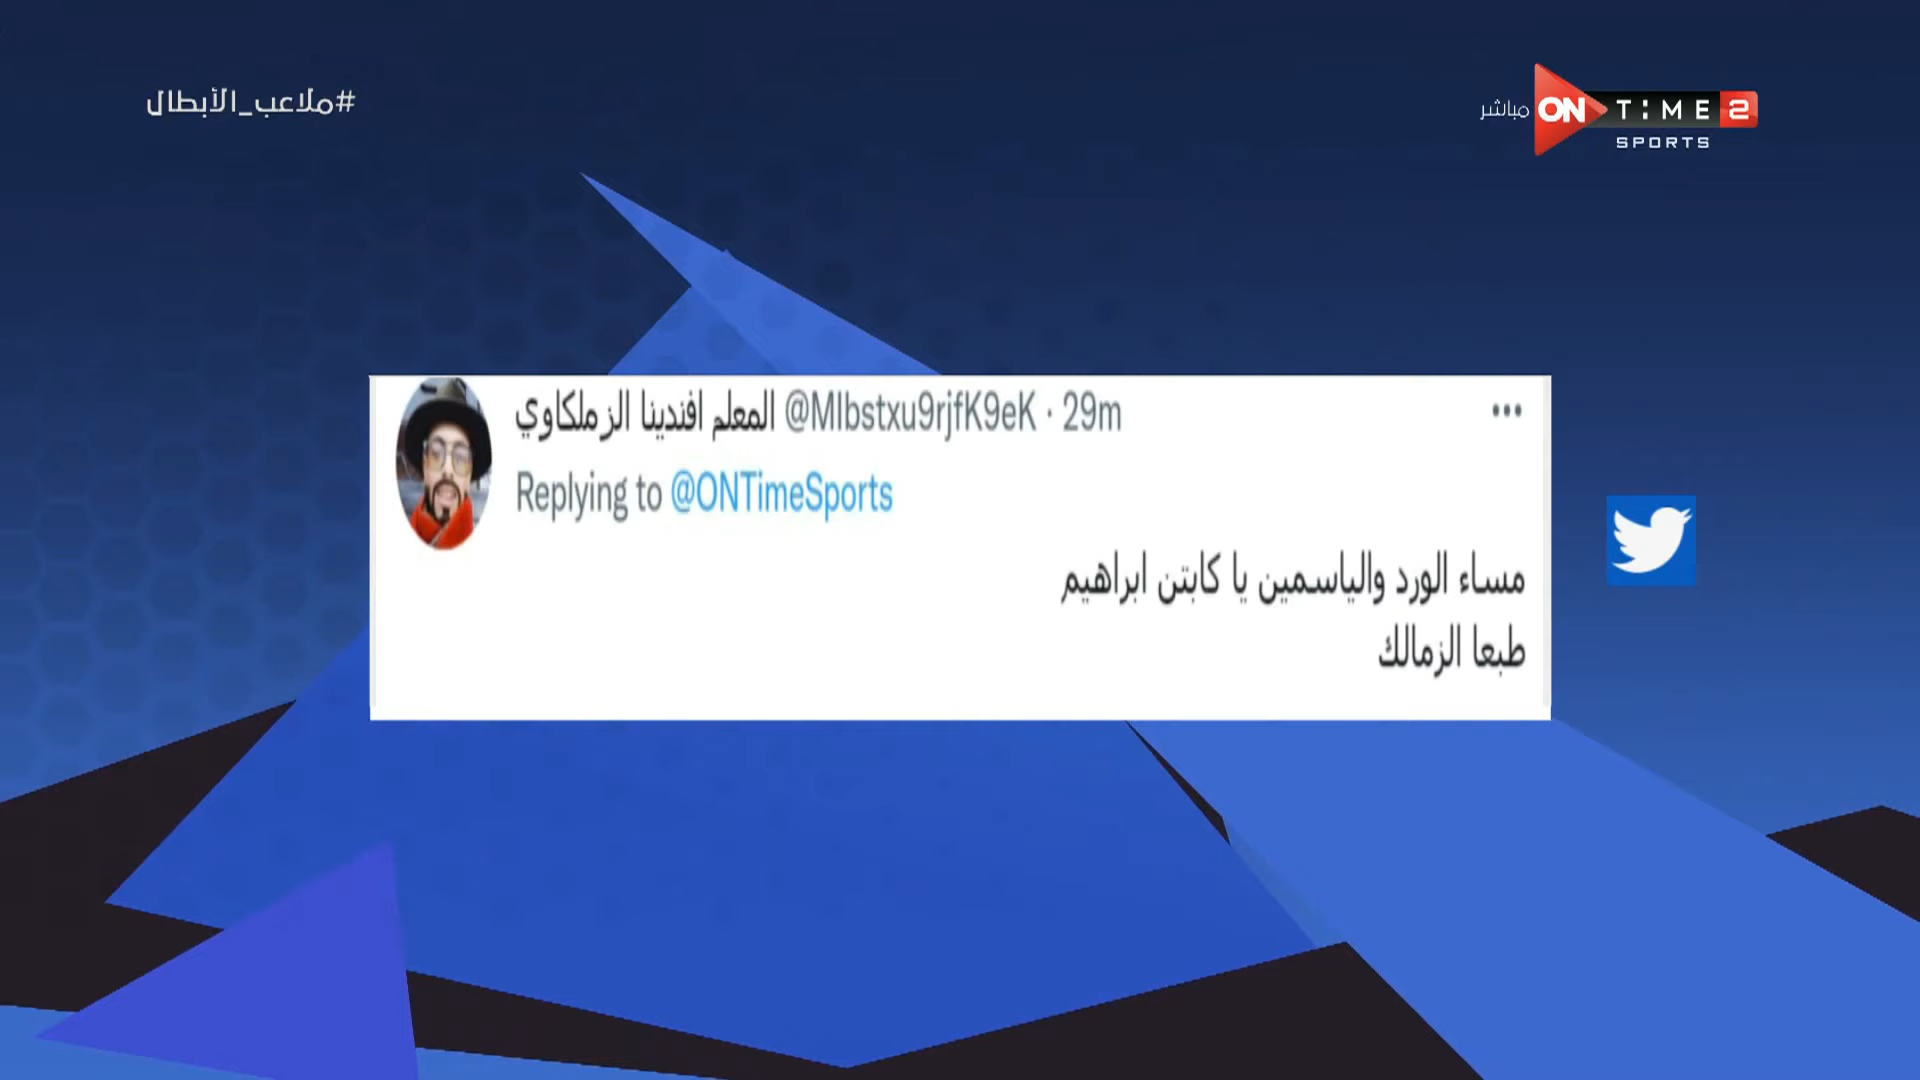 #ملاعب_الأبطال
مباشر ON TIME 2
SPORTS
المعلم افندينا الزملكاوي @MIbstxu9rjfK9eK · 29m
Replying to @ONTimeSports
مساء الورد والياسمين يا كابتن ابراهيم
طبعا الزمالك